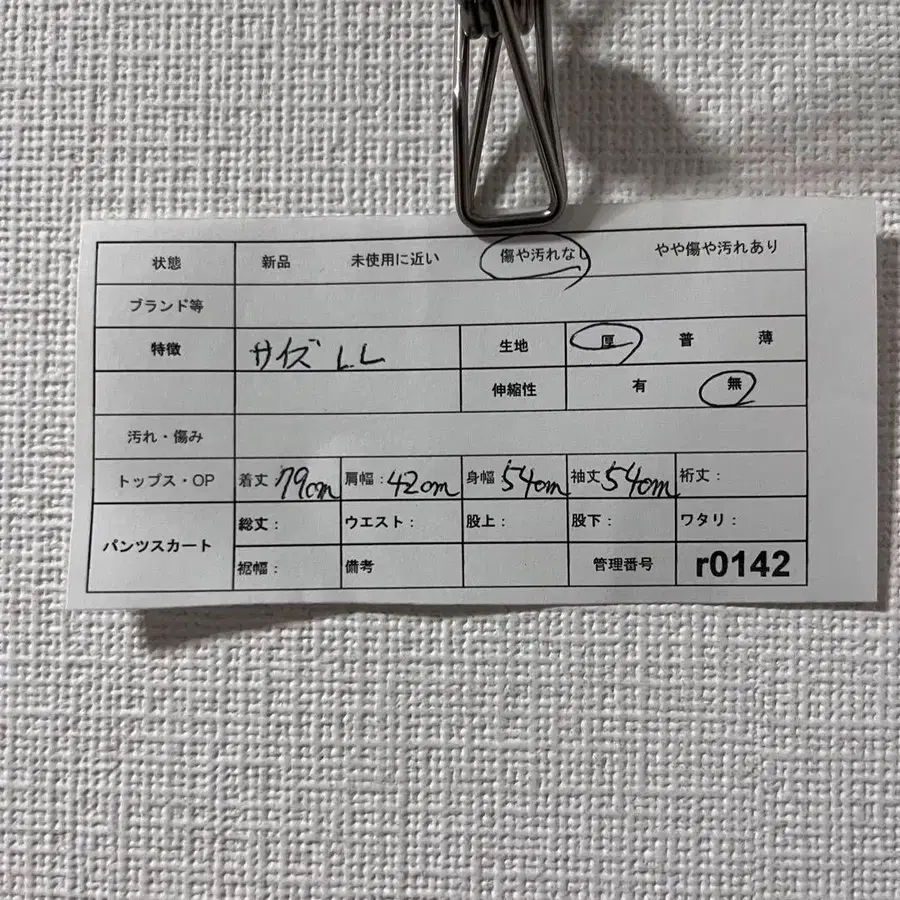 状態 新品 未使用に近い 傷や汚れなし やや傷や汚れあり
ブランド等
特徴 サイズ LL 生地 厚 普 薄
伸縮性 有 無
汚れ・傷み
トップス・OP 着丈:79cm 肩幅:42cm 身幅:54cm 袖丈:54cm 裄丈:
パンツスカート 総丈: ウエスト: 股上: 股下: ワタリ:
裾幅: 備考 管理番号 r0142